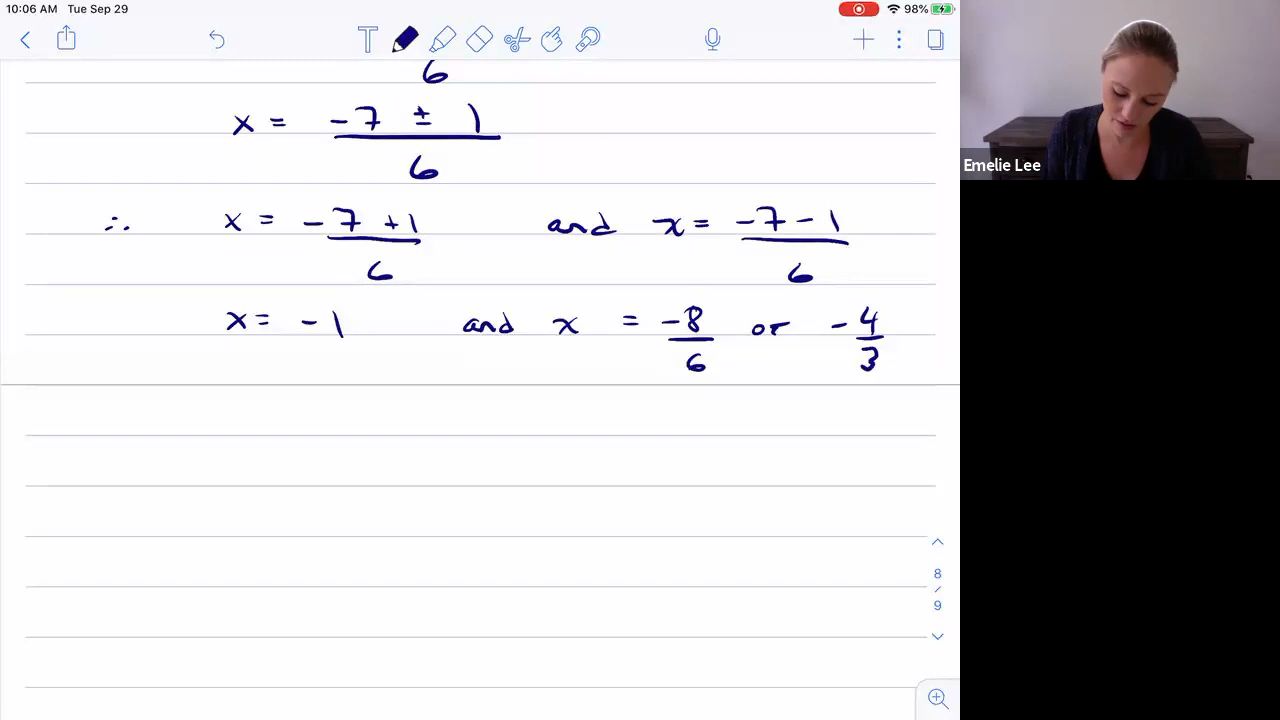 10:06 AM Tue Sep 29
98%
T
6
x = -7 ± 1
6
∴ x = -7 +1 and x = -7 - 1
6 6
x = -1 and x = -8 or -4
6 3
8
/
9
Emelie Lee